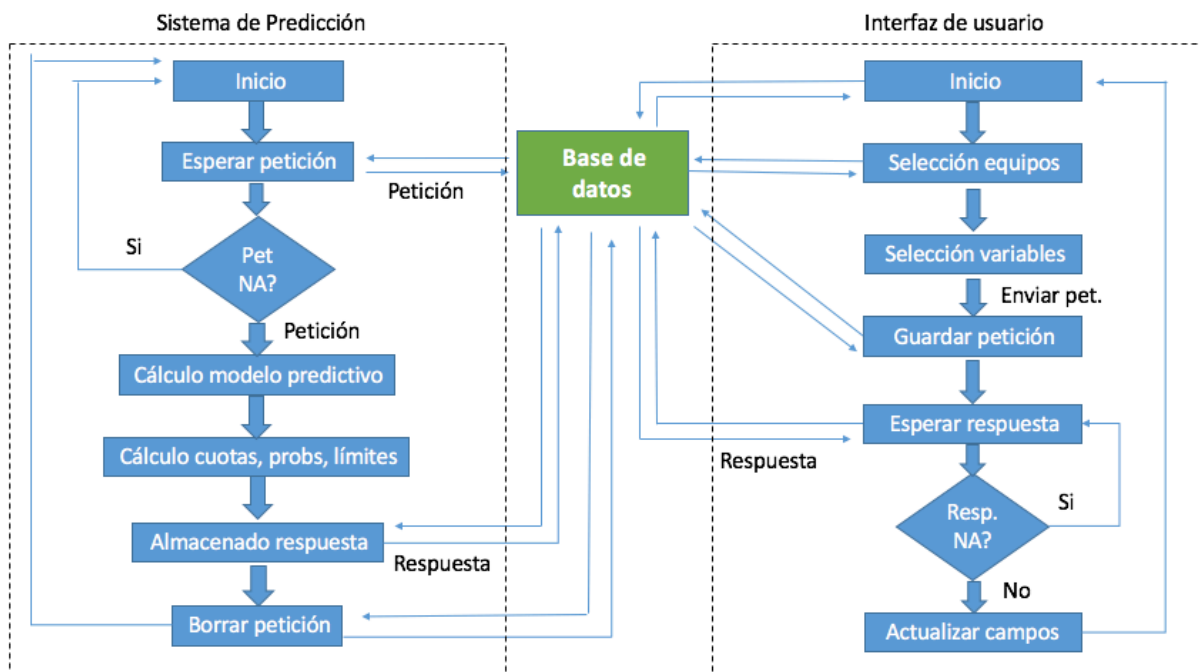 Sistema de Predicción
Inicio
Esperar petición
Petición
Si
Pet
NA?
Petición
Cálculo modelo predictivo
Cálculo cuotas, probs, límites
Almacenado respuesta
Respuesta
Borrar petición
Base de
datos
Interfaz de usuario
Inicio
Selección equipos
Selección variables
Enviar pet.
Guardar petición
Esperar respuesta
Respuesta
Resp.
NA?
Si
No
Actualizar campos